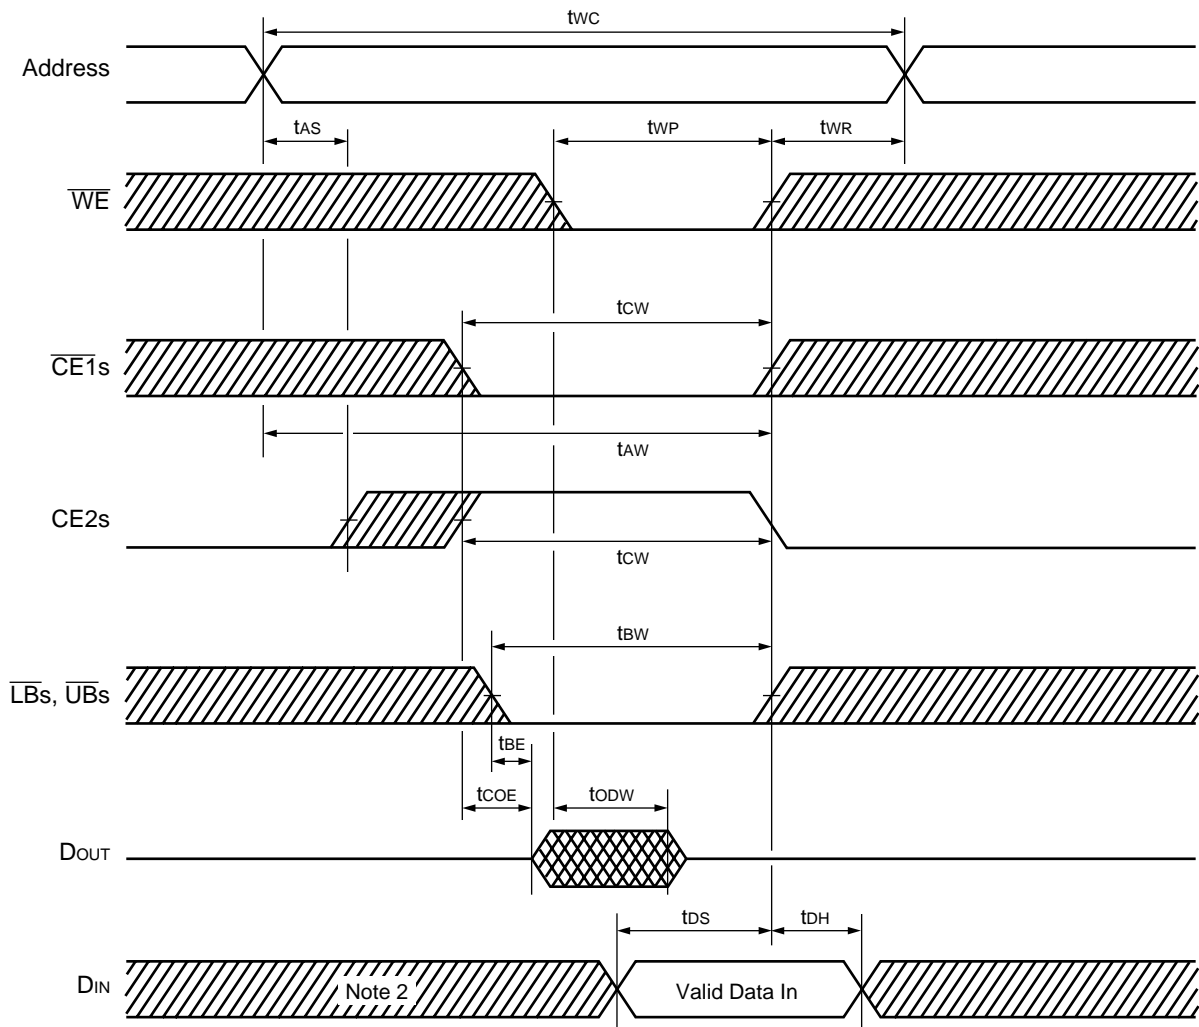 tWC
Address
tAS
tWP
tWR
WE
tCW
CE1s
tAW
CE2s
tCW
tBW
LBs, UBs
tBE
tCOE
tODW
DOUT
tDS
tDH
DIN
Note 2
Valid Data In